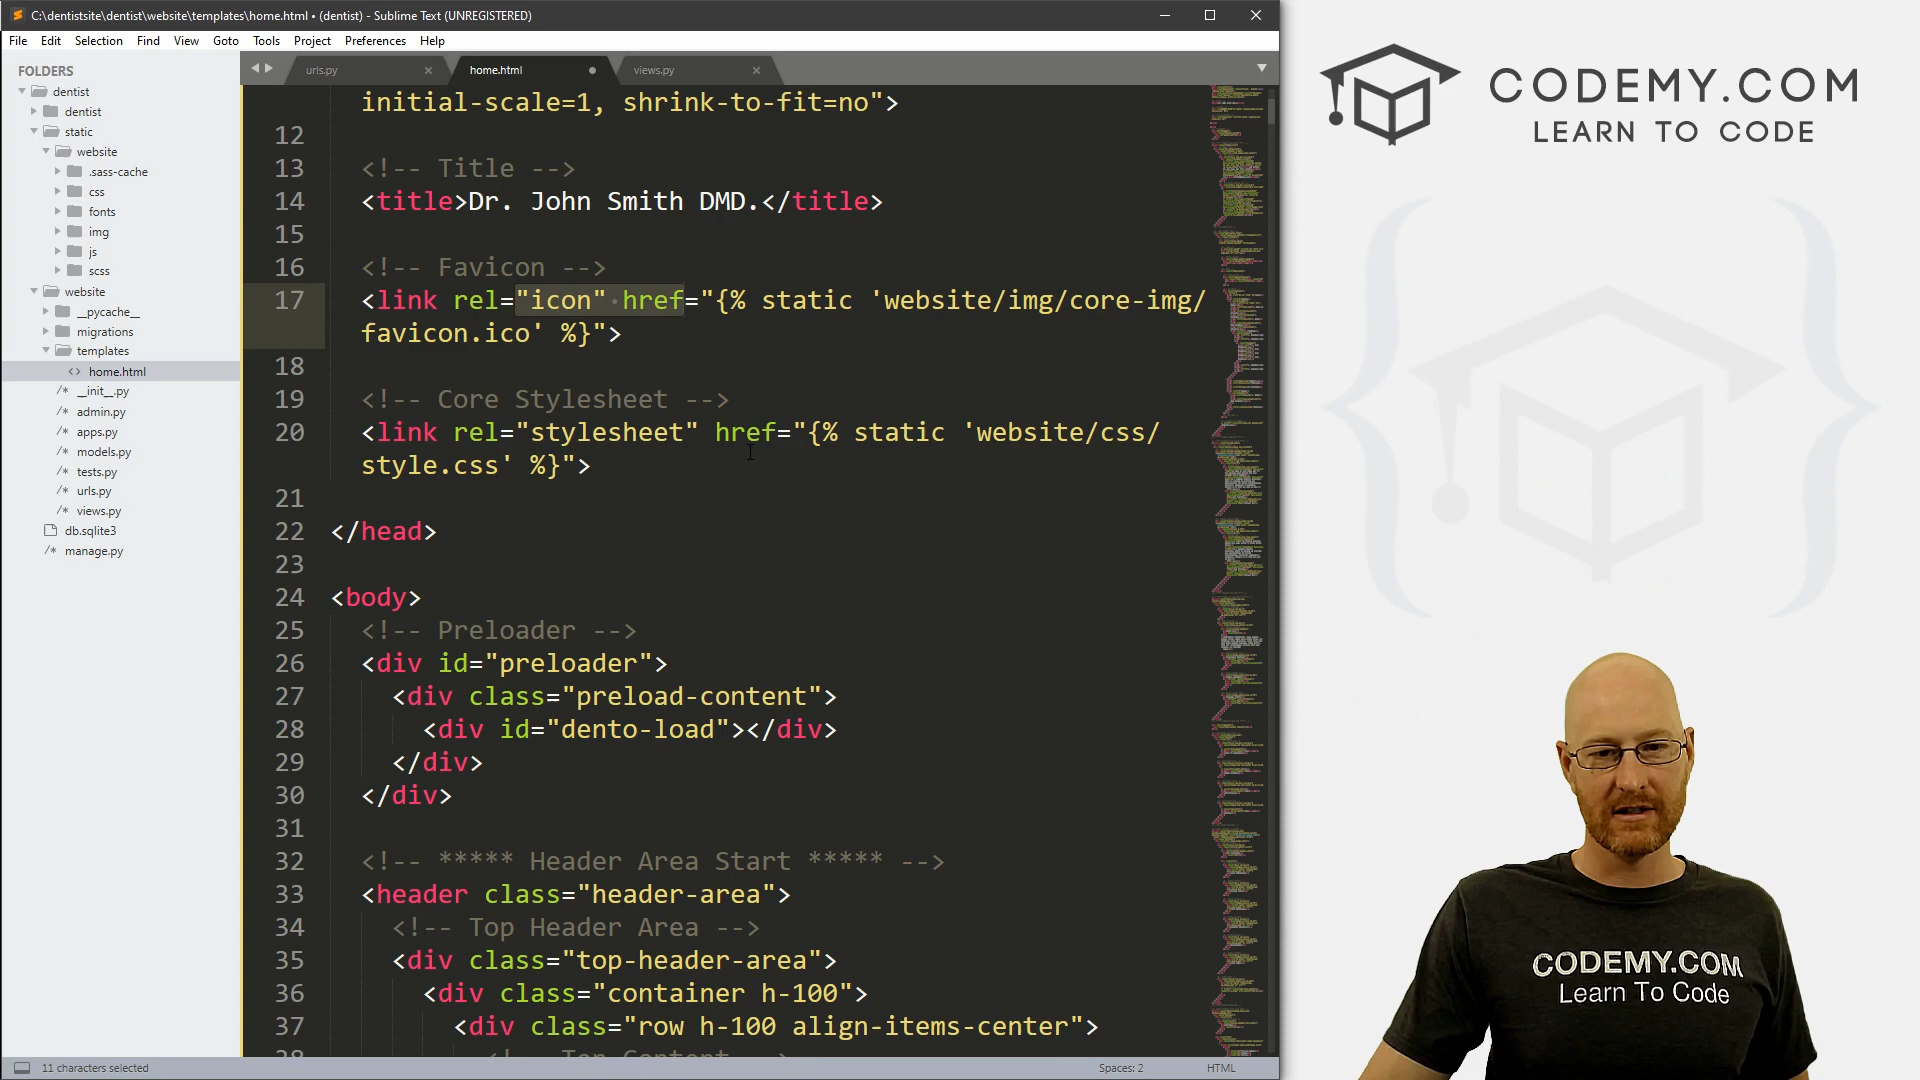 C:\dentistsite\dentist\website\templates\home.html • (dentist) - Sublime Text (UNREGISTERED)
File Edit Selection Find View Goto Tools Project Preferences Help
FOLDERS
dentist
dentist
static
website
.sass-cache
css
fonts
img
js
scss
website
__pycache__
migrations
templates
<> home.html
/* __init__.py
/* admin.py
/* apps.py
/* models.py
/* tests.py
/* urls.py
/* views.py
db.sqlite3
/* manage.py
urls.py home.html views.py
initial-scale=1, shrink-to-fit=no">
12
13 <!-- Title -->
14 <title>Dr. John Smith DMD.</title>
15
16 <!-- Favicon -->
17 <link rel="icon" href="{% static 'website/img/core-img/
favicon.ico' %}">
18
19 <!-- Core Stylesheet -->
20 <link rel="stylesheet" href="{% static 'website/css/
style.css' %}">
21
22 </head>
23
24 <body>
25 <!-- Preloader -->
26 <div id="preloader">
27 <div class="preload-content">
28 <div id="dento-load"></div>
29 </div>
30 </div>
31
32 <!-- ***** Header Area Start ***** -->
33 <header class="header-area">
34 <!-- Top Header Area -->
35 <div class="top-header-area">
36 <div class="container h-100">
37 <div class="row h-100 align-items-center">
38 <!-- Top Content -->
11 characters selected Spaces: 2 HTML
CODEMY.COM
LEARN TO CODE
CODEMY.COM
Learn To Code